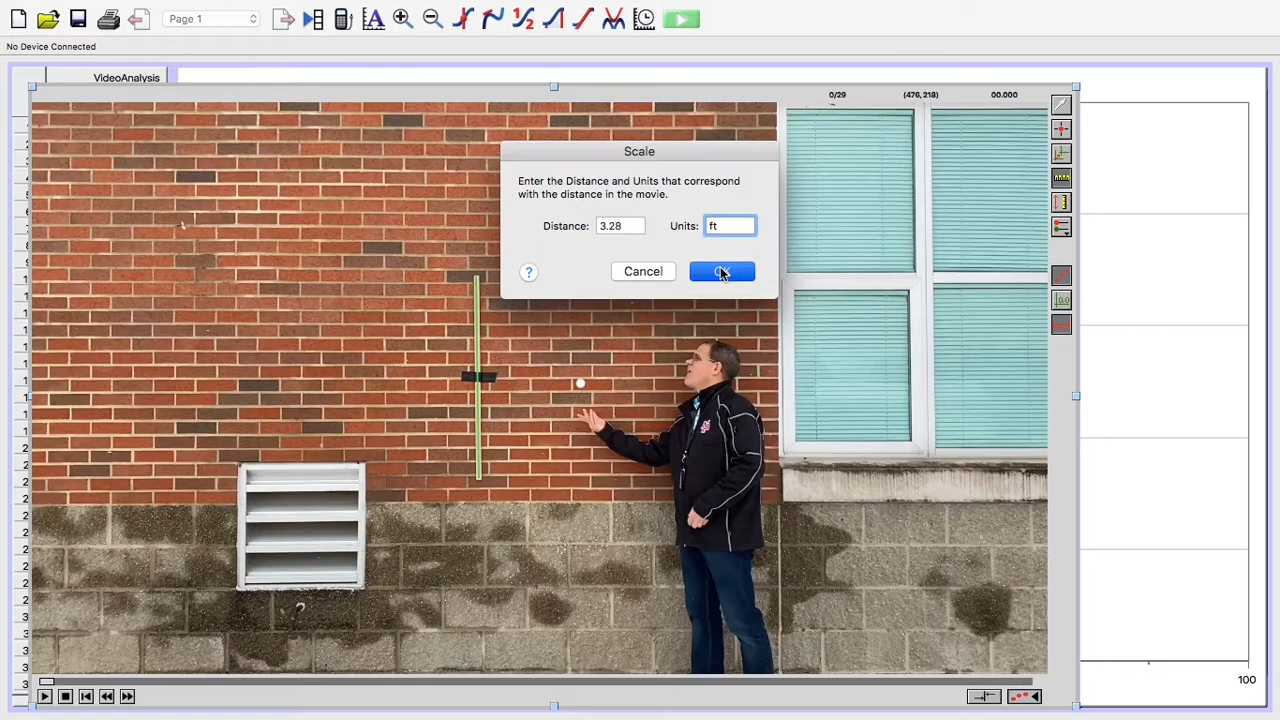 Page 1
No Device Connected
VideoAnalysis
0/29 (476, 218) 00.000
Scale
Enter the Distance and Units that correspond
with the distance in the movie.
Distance: 3.28 Units: ft
? Cancel OK
100